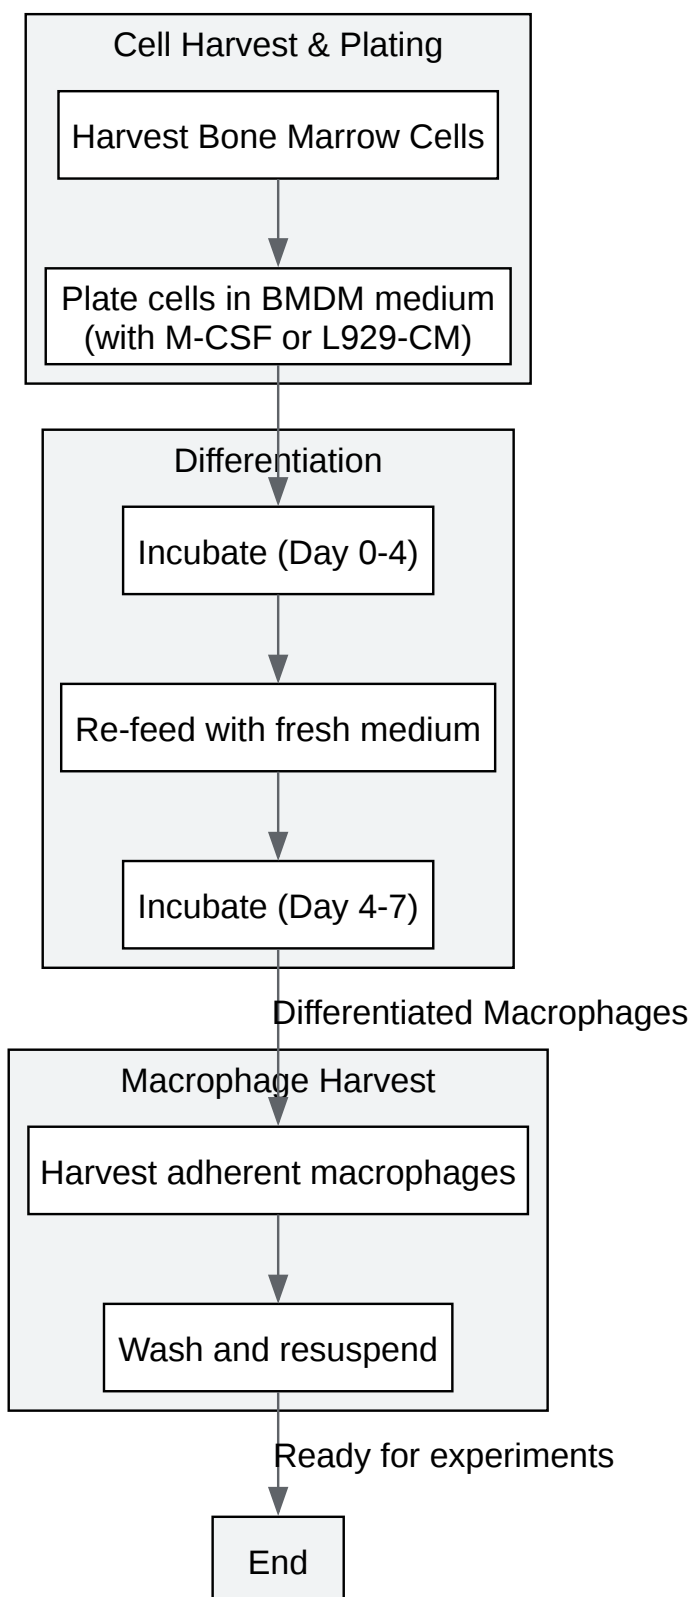 Cell Harvest & Plating
Harvest Bone Marrow Cells
Plate cells in BMDM medium
(with M-CSF or L929-CM)
Differentiation
Incubate (Day 0-4)
Re-feed with fresh medium
Incubate (Day 4-7)
Differentiated Macrophages
Macrophage Harvest
Harvest adherent macrophages
Wash and resuspend
Ready for experiments
End